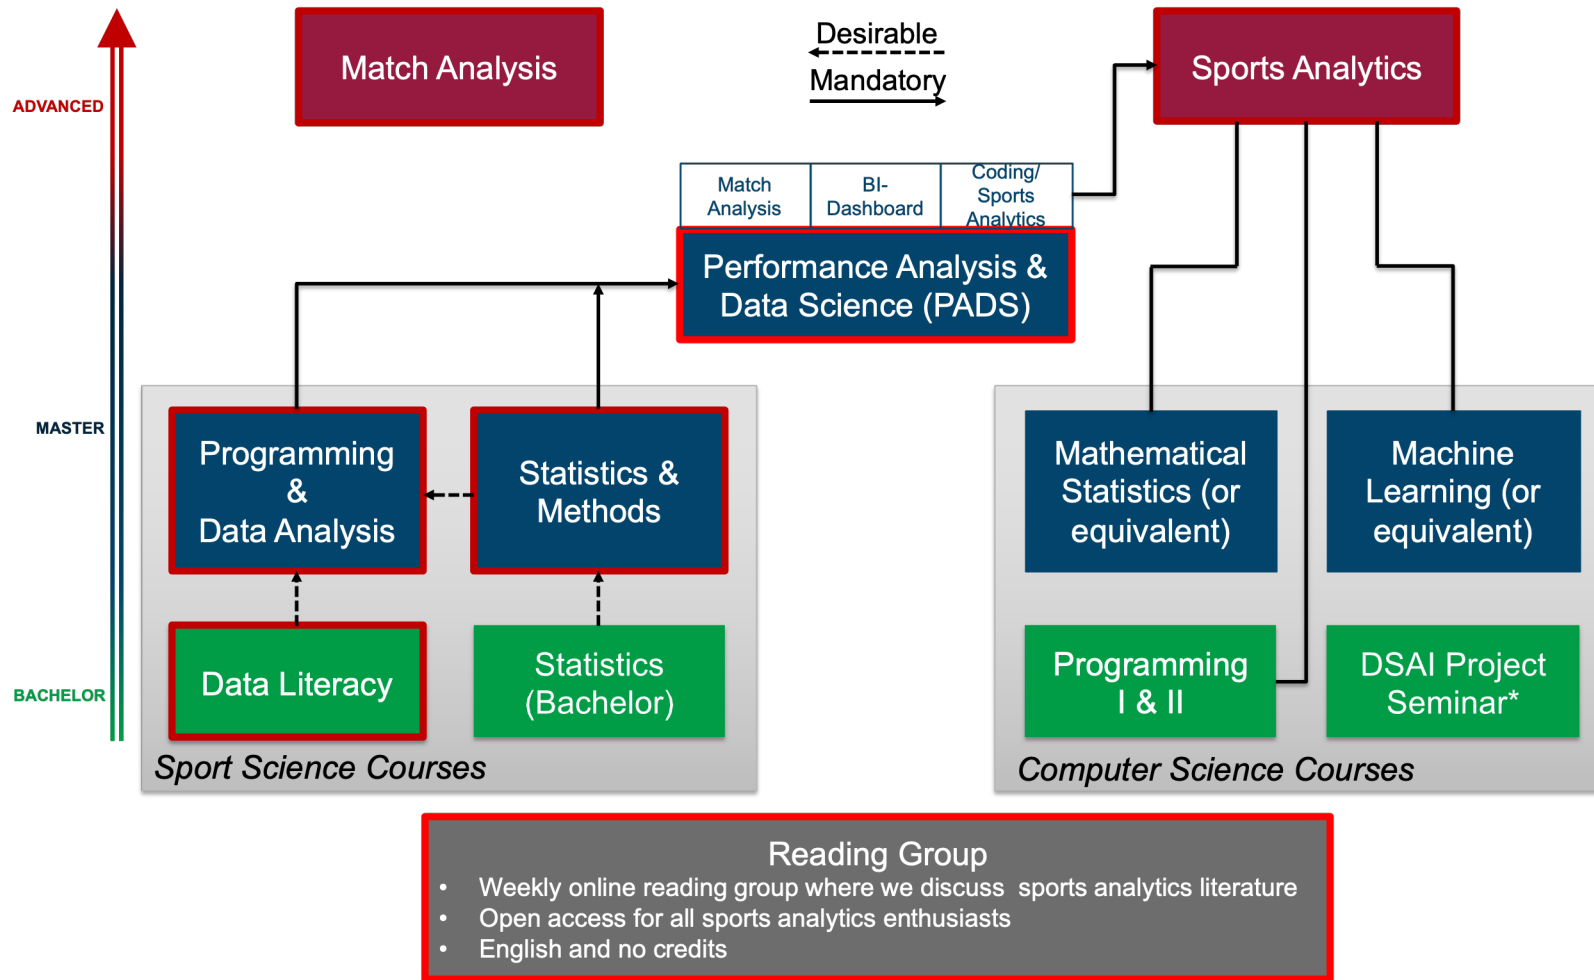 Match Analysis
Desirable
Mandatory
Sports Analytics
ADVANCED
Match
Analysis
BI-
Dashboard
Coding/
Sports
Analytics
Performance Analysis &
Data Science (PADS)
MASTER
Programming
&
Data Analysis
Statistics &
Methods
Mathematical
Statistics (or
equivalent)
Machine
Learning (or
equivalent)
BACHELOR
Data Literacy
Statistics
(Bachelor)
Programming
I & II
DSAI Project
Seminar*
Sport Science Courses
Computer Science Courses
Reading Group
• Weekly online reading group where we discuss sports analytics literature
• Open access for all sports analytics enthusiasts
• English and no credits